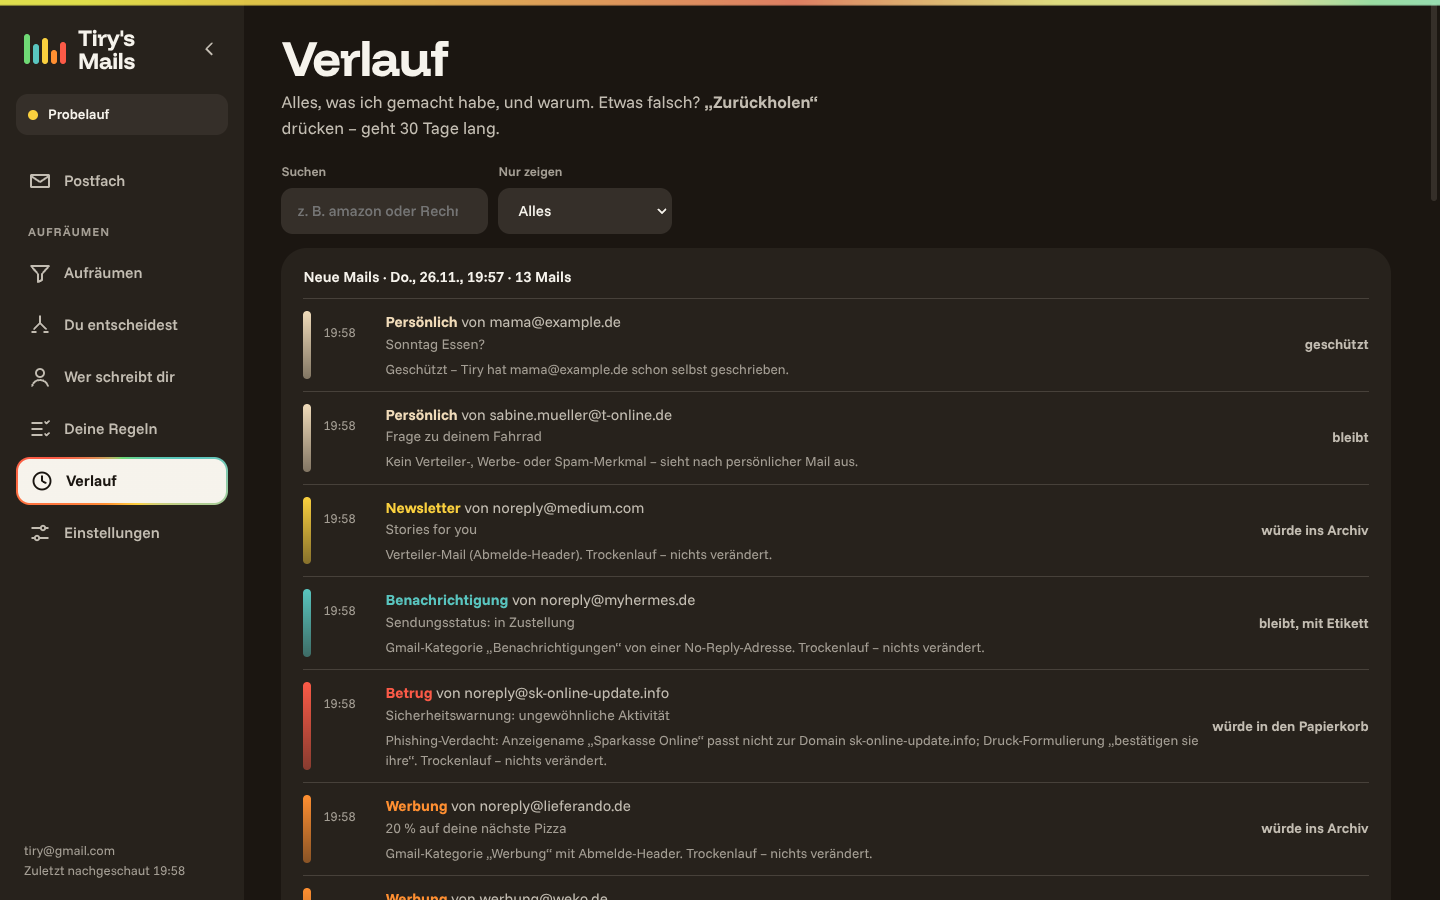 Tiry's
Mails
Probelauf
Postfach
AUFRÄUMEN
Aufräumen
Du entscheidest
Wer schreibt dir
Deine Regeln
Verlauf
Einstellungen
tiry@gmail.com
Zuletzt nachgeschaut 19:58
Verlauf
Alles, was ich gemacht habe, und warum. Etwas falsch? „Zurückholen“
drücken – geht 30 Tage lang.
Suchen
Nur zeigen
z. B. amazon oder Rech
Alles
Neue Mails · Do., 26.11., 19:57 · 13 Mails
19:58
Persönlich von mama@example.de
Sonntag Essen?
Geschützt – Tiry hat mama@example.de schon selbst geschrieben.
geschützt
19:58
Persönlich von sabine.mueller@t-online.de
Frage zu deinem Fahrrad
Kein Verteiler-, Werbe- oder Spam-Merkmal – sieht nach persönlicher Mail aus.
bleibt
19:58
Newsletter von noreply@medium.com
Stories for you
Verteiler-Mail (Abmelde-Header). Trockenlauf – nichts verändert.
würde ins Archiv
19:58
Benachrichtigung von noreply@myhermes.de
Sendungsstatus: in Zustellung
Gmail-Kategorie „Benachrichtigungen“ von einer No-Reply-Adresse. Trockenlauf – nichts verändert.
bleibt, mit Etikett
19:58
Betrug von noreply@sk-online-update.info
Sicherheitswarnung: ungewöhnliche Aktivität
Phishing-Verdacht: Anzeigename „Sparkasse Online“ passt nicht zur Domain sk-online-update.info; Druck-Formulierung „bestätigen sie
ihre“. Trockenlauf – nichts verändert.
würde in den Papierkorb
19:58
Werbung von noreply@lieferando.de
20 % auf deine nächste Pizza
Gmail-Kategorie „Werbung“ mit Abmelde-Header. Trockenlauf – nichts verändert.
würde ins Archiv
Werbung von werbung@weko.de